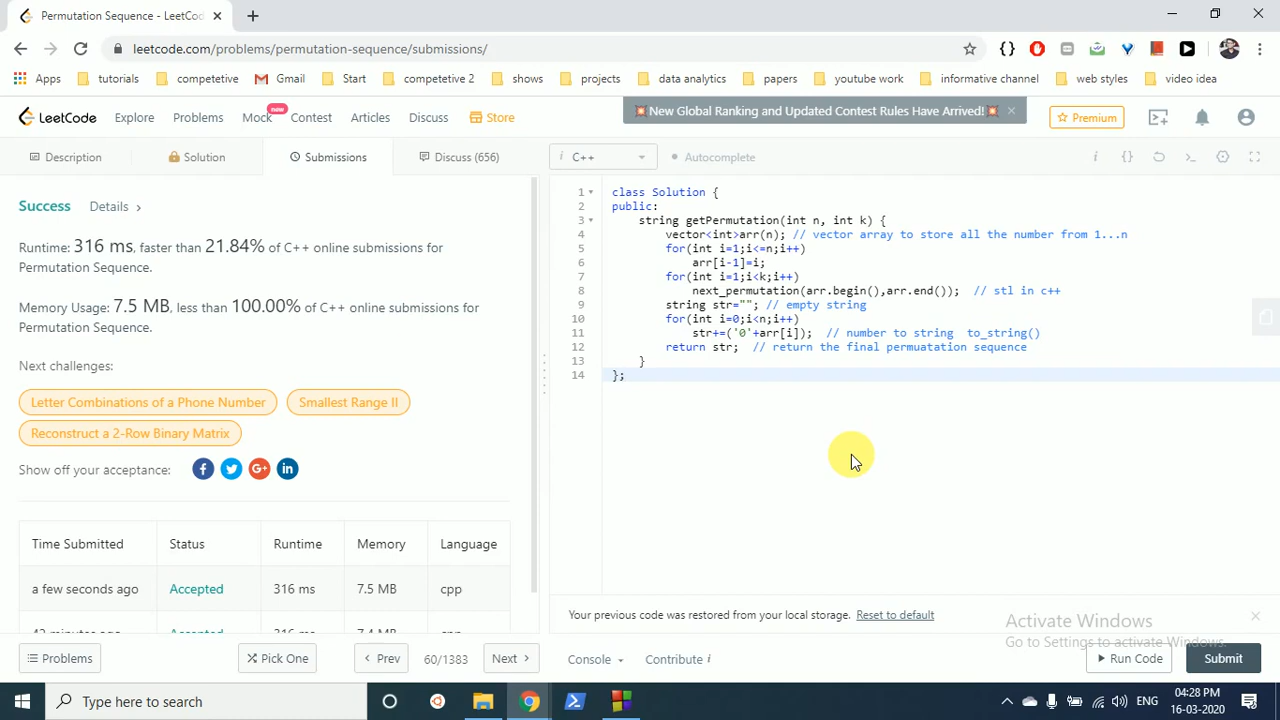 Permutation Sequence - LeetCod
leetcode.com/problems/permutation-sequence/submissions/
Apps tutorials competetive Gmail Start competetive 2 shows projects data analytics papers youtube work informative channel web styles video idea
LeetCode Explore Problems Mock new Contest Articles Discuss Store
💥New Global Ranking and Updated Contest Rules Have Arrived!💥
Premium
Description Solution Submissions Discuss (656)
i C++ Autocomplete
Success Details >
Runtime: 316 ms, faster than 21.84% of C++ online submissions for
Permutation Sequence.
Memory Usage: 7.5 MB, less than 100.00% of C++ online submissions for
Permutation Sequence.
Next challenges:
Letter Combinations of a Phone Number Smallest Range II
Reconstruct a 2-Row Binary Matrix
Show off your acceptance:
Time Submitted Status Runtime Memory Language
a few seconds ago Accepted 316 ms 7.5 MB cpp
1 class Solution {
2 public:
3 string getPermutation(int n, int k) {
4 vector<int>arr(n); // vector array to store all the number from 1...n
5 for(int i=1;i<=n;i++)
6 arr[i-1]=i;
7 for(int i=1;i<k;i++)
8 next_permutation(arr.begin(),arr.end()); // stl in c++
9 string str=""; // empty string
10 for(int i=0;i<n;i++)
11 str+=('0'+arr[i]); // number to string to_string()
12 return str; // return the final permuatation sequence
13 }
14 };
Your previous code was restored from your local storage. Reset to default
Activate Windows
Go to Settings to activate Windows.
Problems Pick One < Prev 60/1383 Next > Console Contribute i Run Code Submit
Type here to search
ENG
04:28 PM
16-03-2020